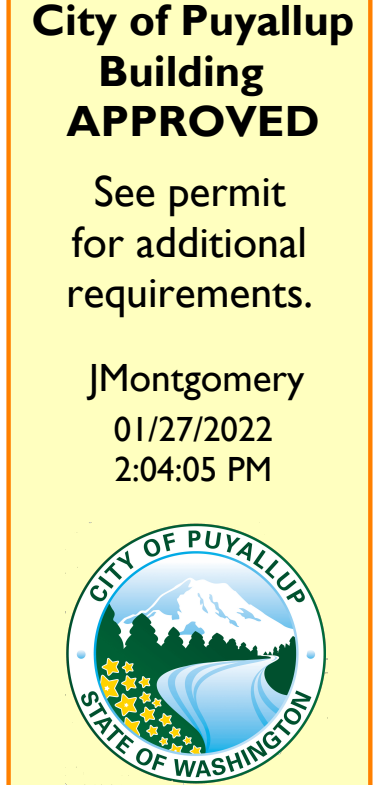 City of Puyallup
Building
APPROVED
See permit
for additional
requirements.
JMontgomery
01/27/2022
2:04:05 PM
CITY OF PUYALLUP
STATE OF WASHINGTON